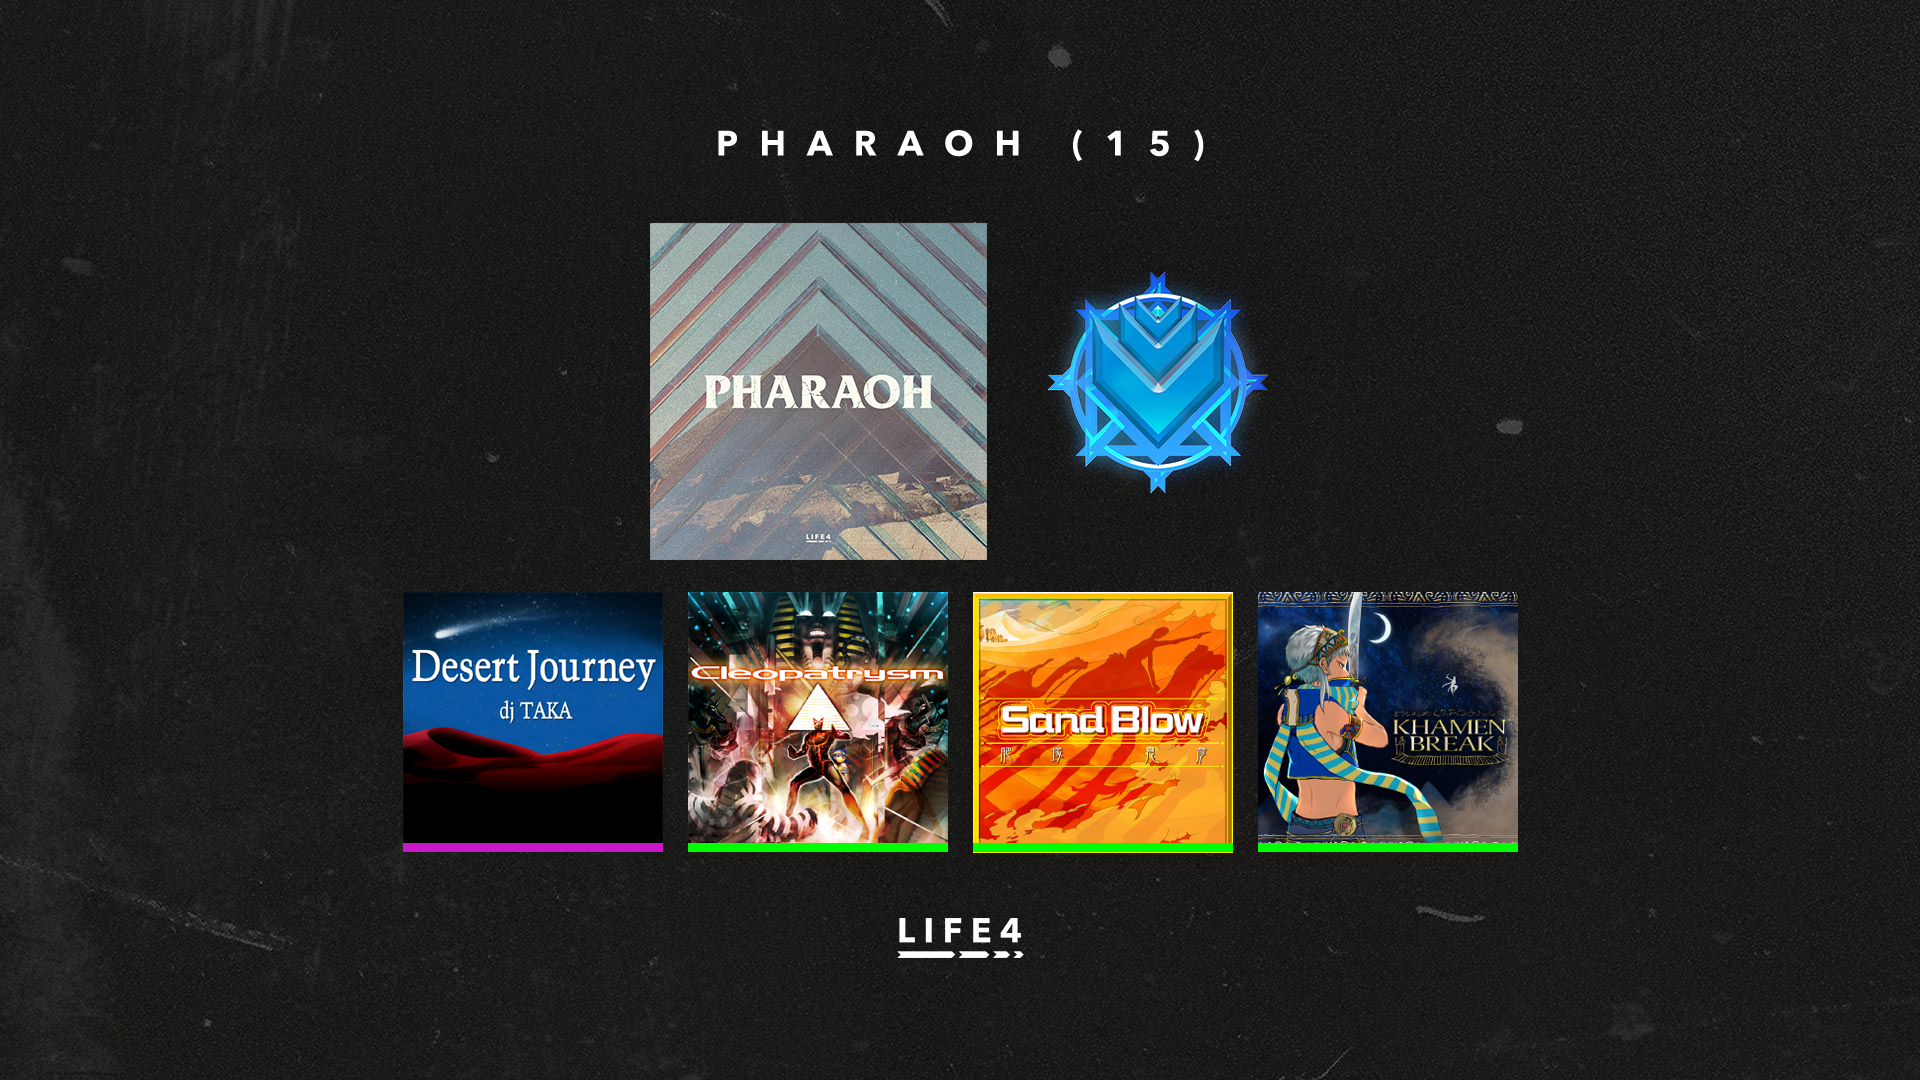 PHARAOH (15)
PHARAOH
LIFE4
Desert Journey
dj TAKA
Cleopatrysm
Sand Blow
KHAMEN
BREAK
LIFE4